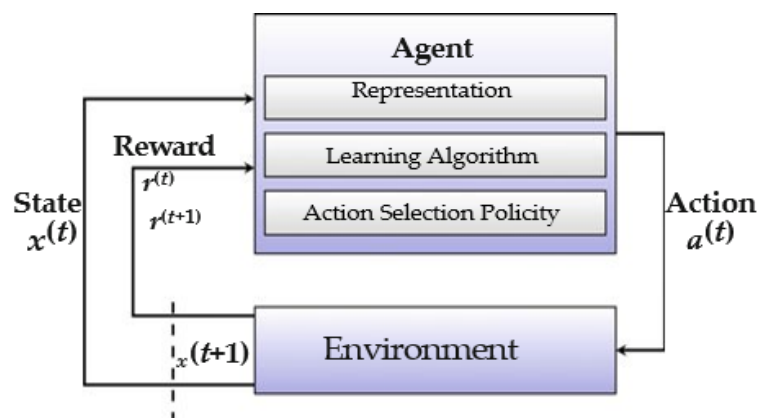 Agent
Representation
Reward
Learning Algorithm
r(t)
State
x(t)
r(t+1)
Action Selection Policity
Action
a(t)
x(t+1)
Environment